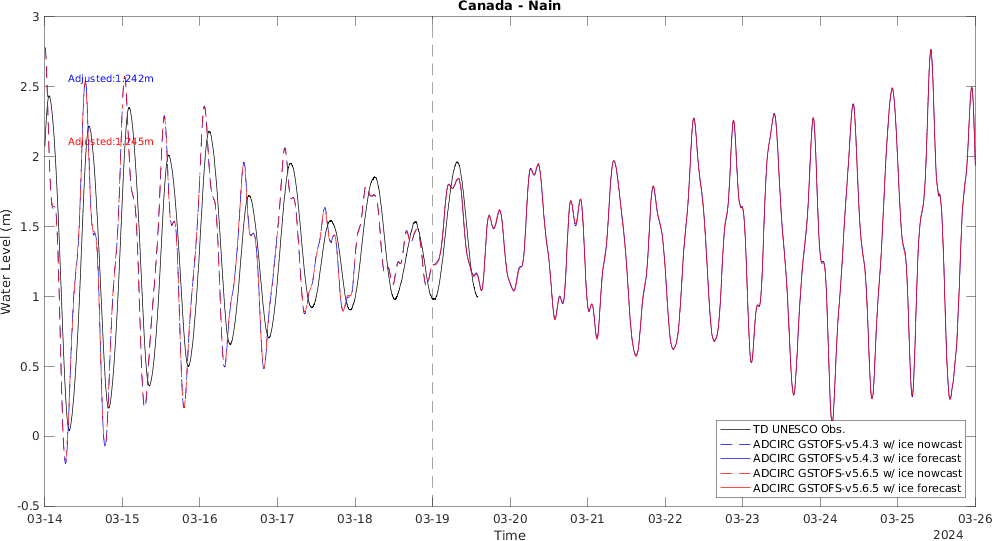 Canada - Nain
3
2.5
2
1.5
1
0.5
0
-0.5
Water Level (m)
Adjusted:1.242m
Adjusted:1.245m
TD UNESCO Obs.
ADCIRC GSTOFS-v5.4.3 w/ ice nowcast
ADCIRC GSTOFS-v5.4.3 w/ ice forecast
ADCIRC GSTOFS-v5.6.5 w/ ice nowcast
ADCIRC GSTOFS-v5.6.5 w/ ice forecast
03-14 03-15 03-16 03-17 03-18 03-19 03-20 03-21 03-22 03-23 03-24 03-25 03-26
Time
2024